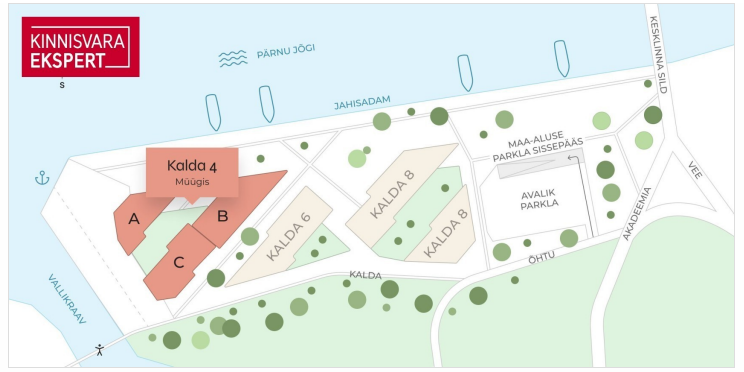 KINNISVARA
EKSPERT
S
PÄRNU JÕGI
JAHISADAM
KESKLINNA SILD
Kalda 4
Müügis
MAA-ALUSE
PARKLA SISSEPÄÄS
AVALIK
PARKLA
VEE
AKADEEMIA
A
B
C
KALDA 6
KALDA 8
KALDA 8
KALDA
ÕHTU
VALLIKRAAV